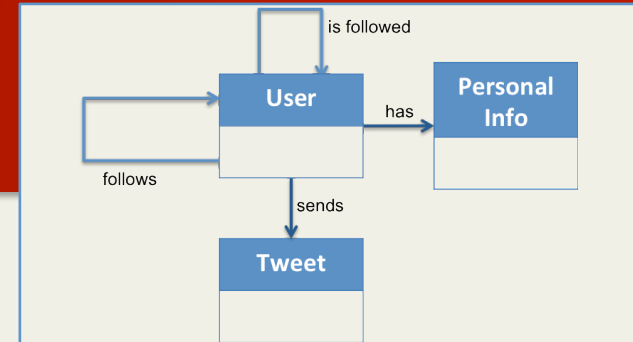 is followed
User
Personal
Info
has
follows
sends
Tweet